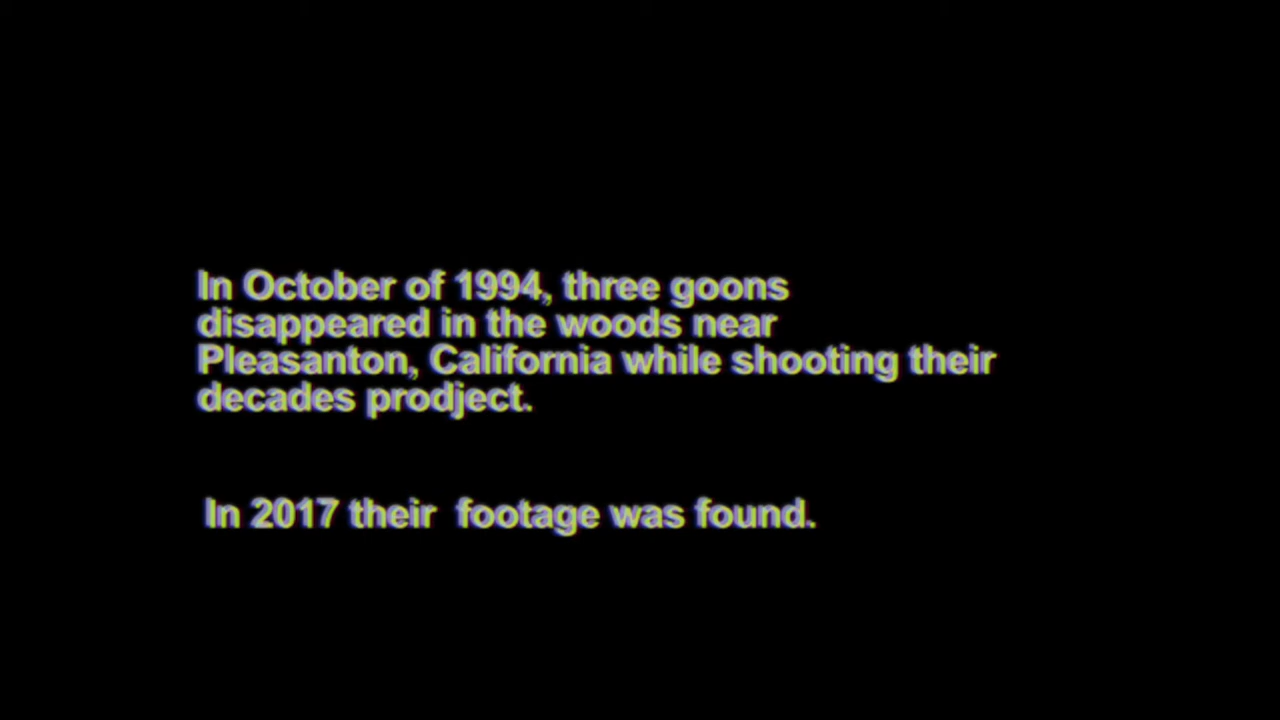 In October of 1994, three goons
disappeared in the woods near
Pleasanton, California while shooting their
decades prodject.
In 2017 their  footage was found.